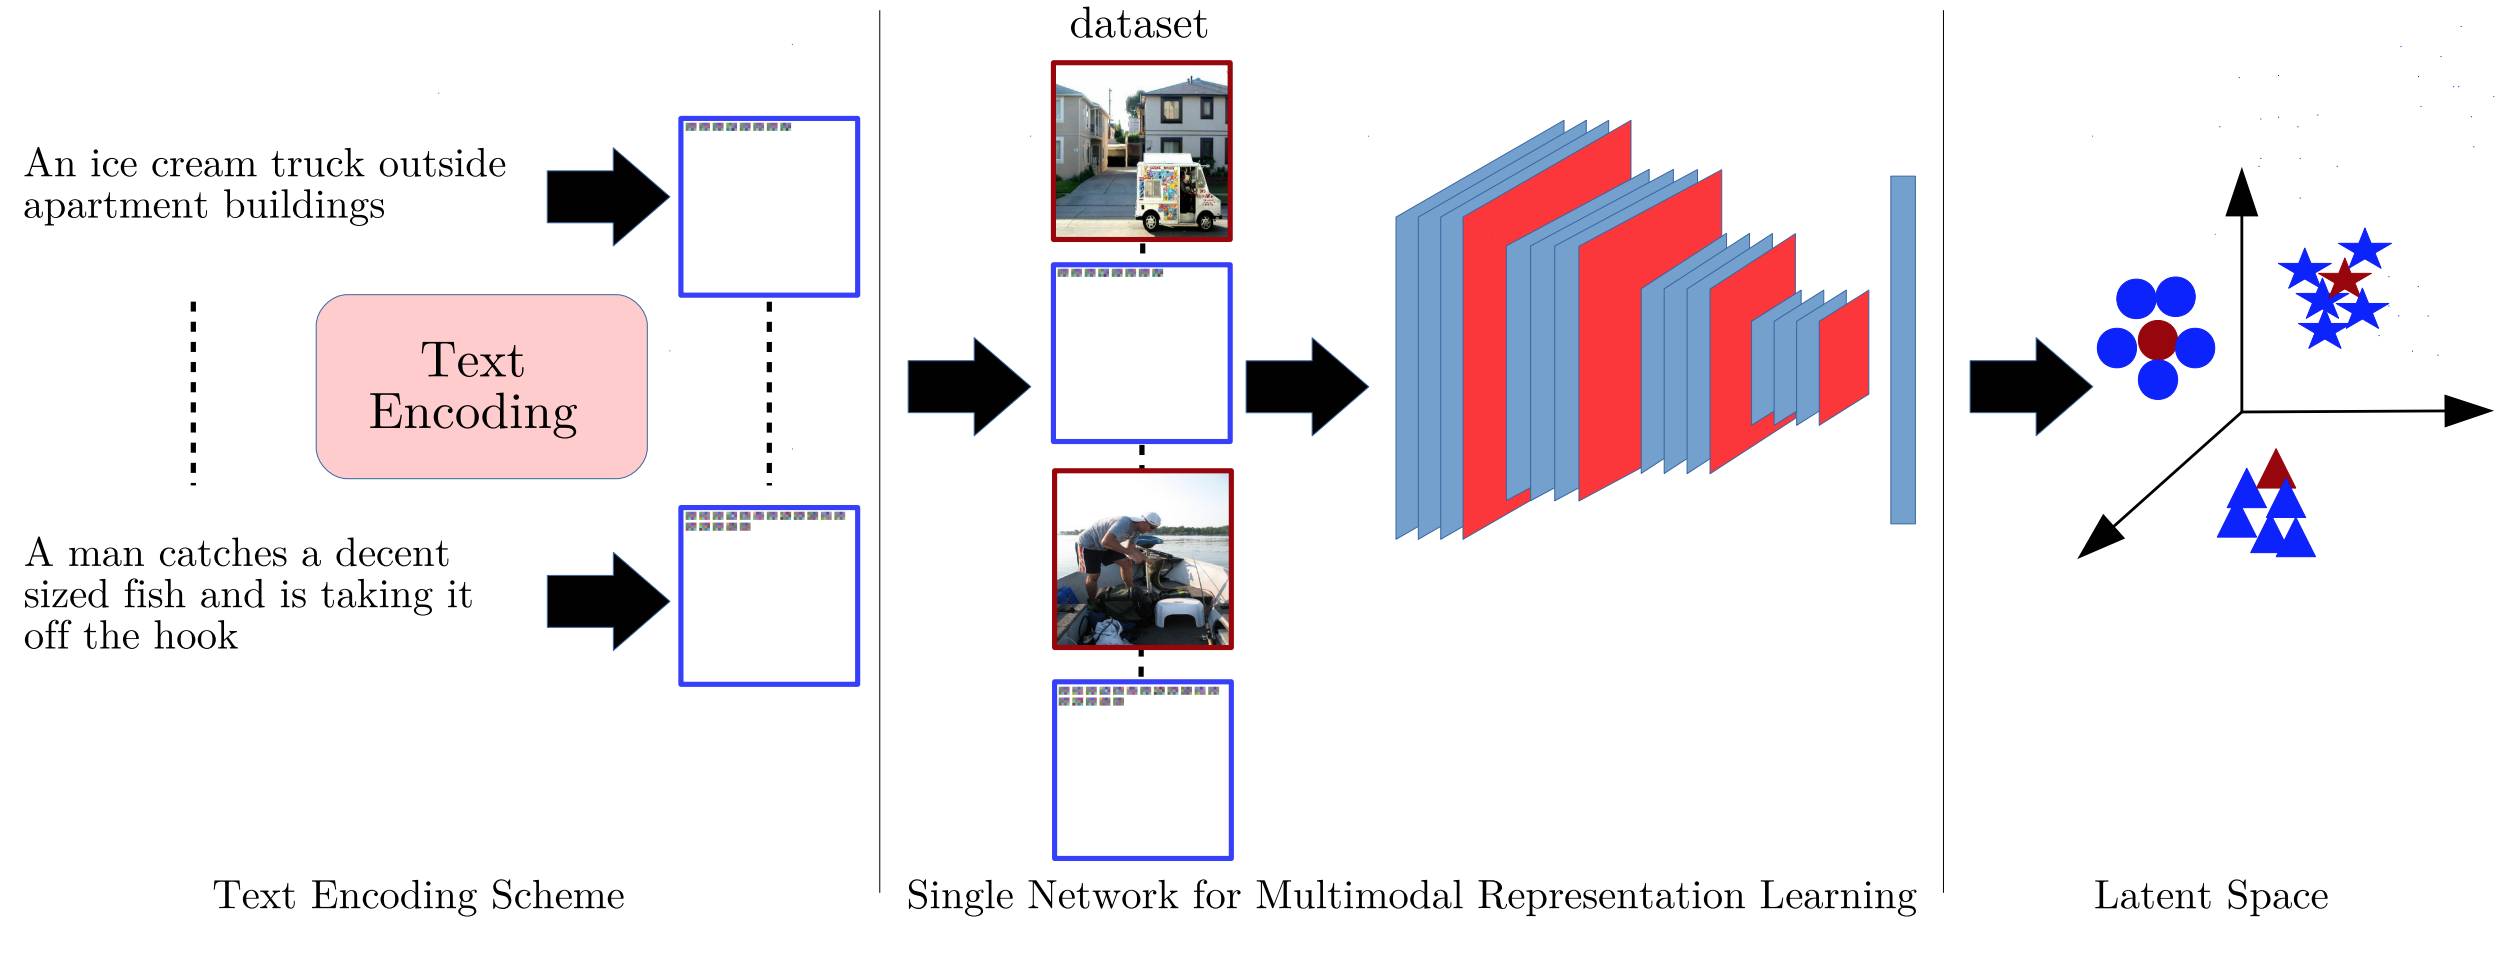 An ice cream truck outside
apartment buildings
Text
Encoding
A man catches a decent
sized fish and is taking it
off the hook
Text Encoding Scheme
dataset
Single Network for Multimodal Representation Learning
Latent Space